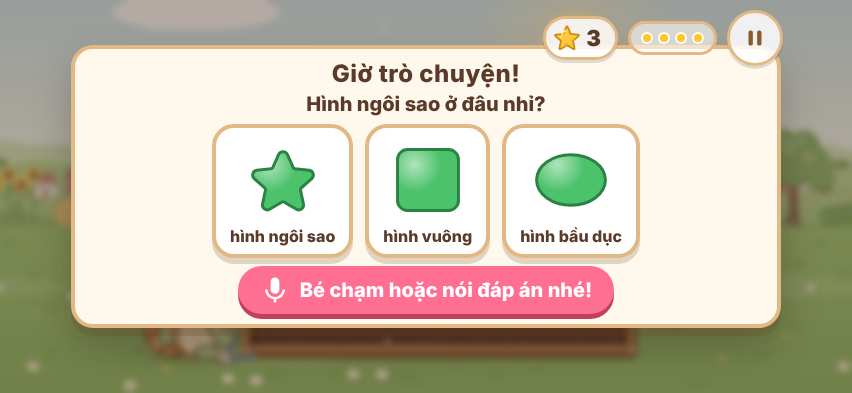 3
Giờ trò chuyện!
Hình ngôi sao ở đâu nhỉ?
hình ngôi sao
hình vuông
hình bầu dục
Bé chạm hoặc nói đáp án nhé!